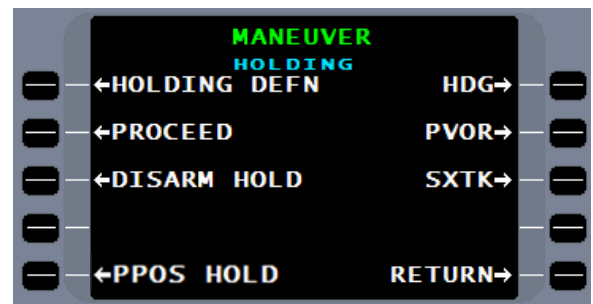 MANEUVER
HOLDING
←HOLDING DEFN HDG→
←PROCEED PVOR→
←DISARM HOLD SXTK→
←PPOS HOLD RETURN→